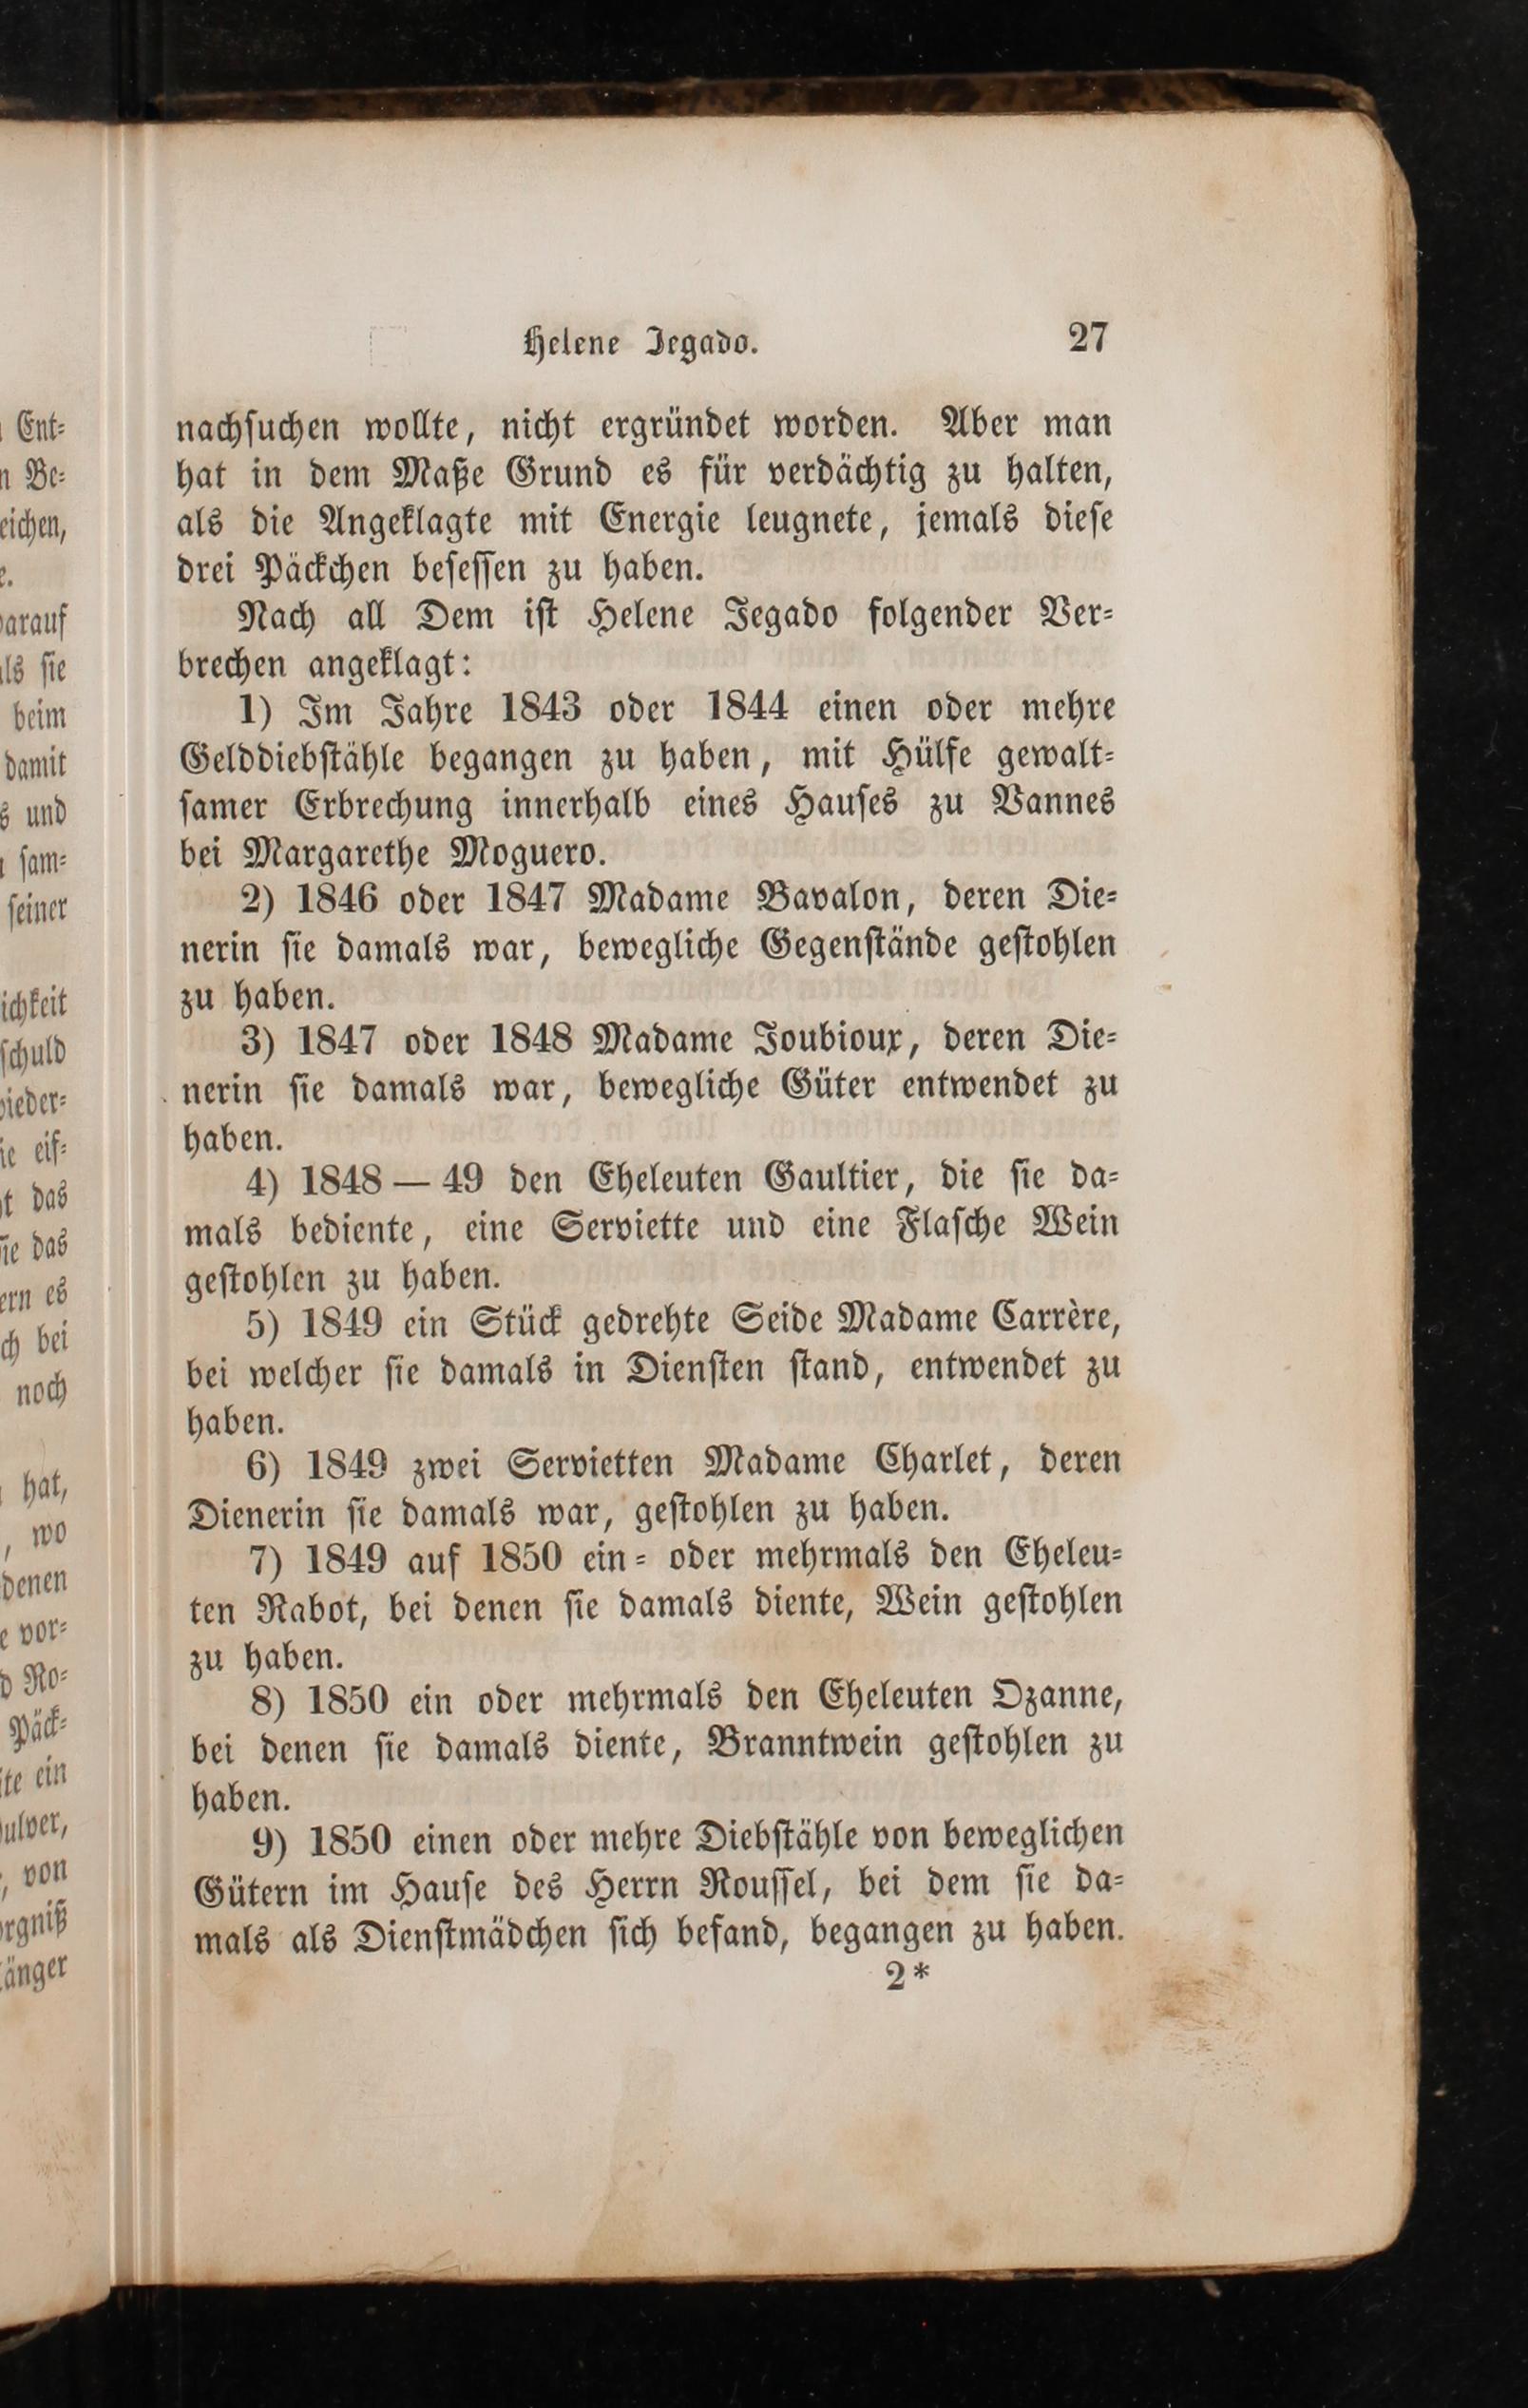 Helene Jegado. 27
nachsuchen wollte, nicht ergründet worden. Aber man
hat in dem Maße Grund es für verdächtig zu halten,
als die Angeklagte mit Energie leugnete, jemals diese
drei Päckchen besessen zu haben.
Nach all Dem ist Helene Jegado folgender Ver-
brechen angeklagt:
1) Im Jahre 1843 oder 1844 einen oder mehre
Gelddiebstähle begangen zu haben, mit Hülfe gewalt-
samer Erbrechung innerhalb eines Hauses zu Vannes
bei Margarethe Moguero.
2) 1846 oder 1847 Madame Bavalon, deren Die-
nerin sie damals war, bewegliche Gegenstände gestohlen
zu haben.
3) 1847 oder 1848 Madame Joubioux, deren Die-
nerin sie damals war, bewegliche Güter entwendet zu
haben.
4) 1848 — 49 den Eheleuten Gaultier, die sie da-
mals bediente, eine Serviette und eine Flasche Wein
gestohlen zu haben.
5) 1849 ein Stück gedrehte Seide Madame Carrère,
bei welcher sie damals in Diensten stand, entwendet zu
haben.
6) 1849 zwei Servietten Madame Charlet, deren
Dienerin sie damals war, gestohlen zu haben.
7) 1849 auf 1850 ein- oder mehrmals den Eheleu-
ten Rabot, bei denen sie damals diente, Wein gestohlen
zu haben.
8) 1850 ein oder mehrmals den Eheleuten Ozanne,
bei denen sie damals diente, Branntwein gestohlen zu
haben.
9) 1850 einen oder mehre Diebstähle von beweglichen
Gütern im Hause des Herrn Roussel, bei dem sie da-
mals als Dienstmädchen sich befand, begangen zu haben.
2*